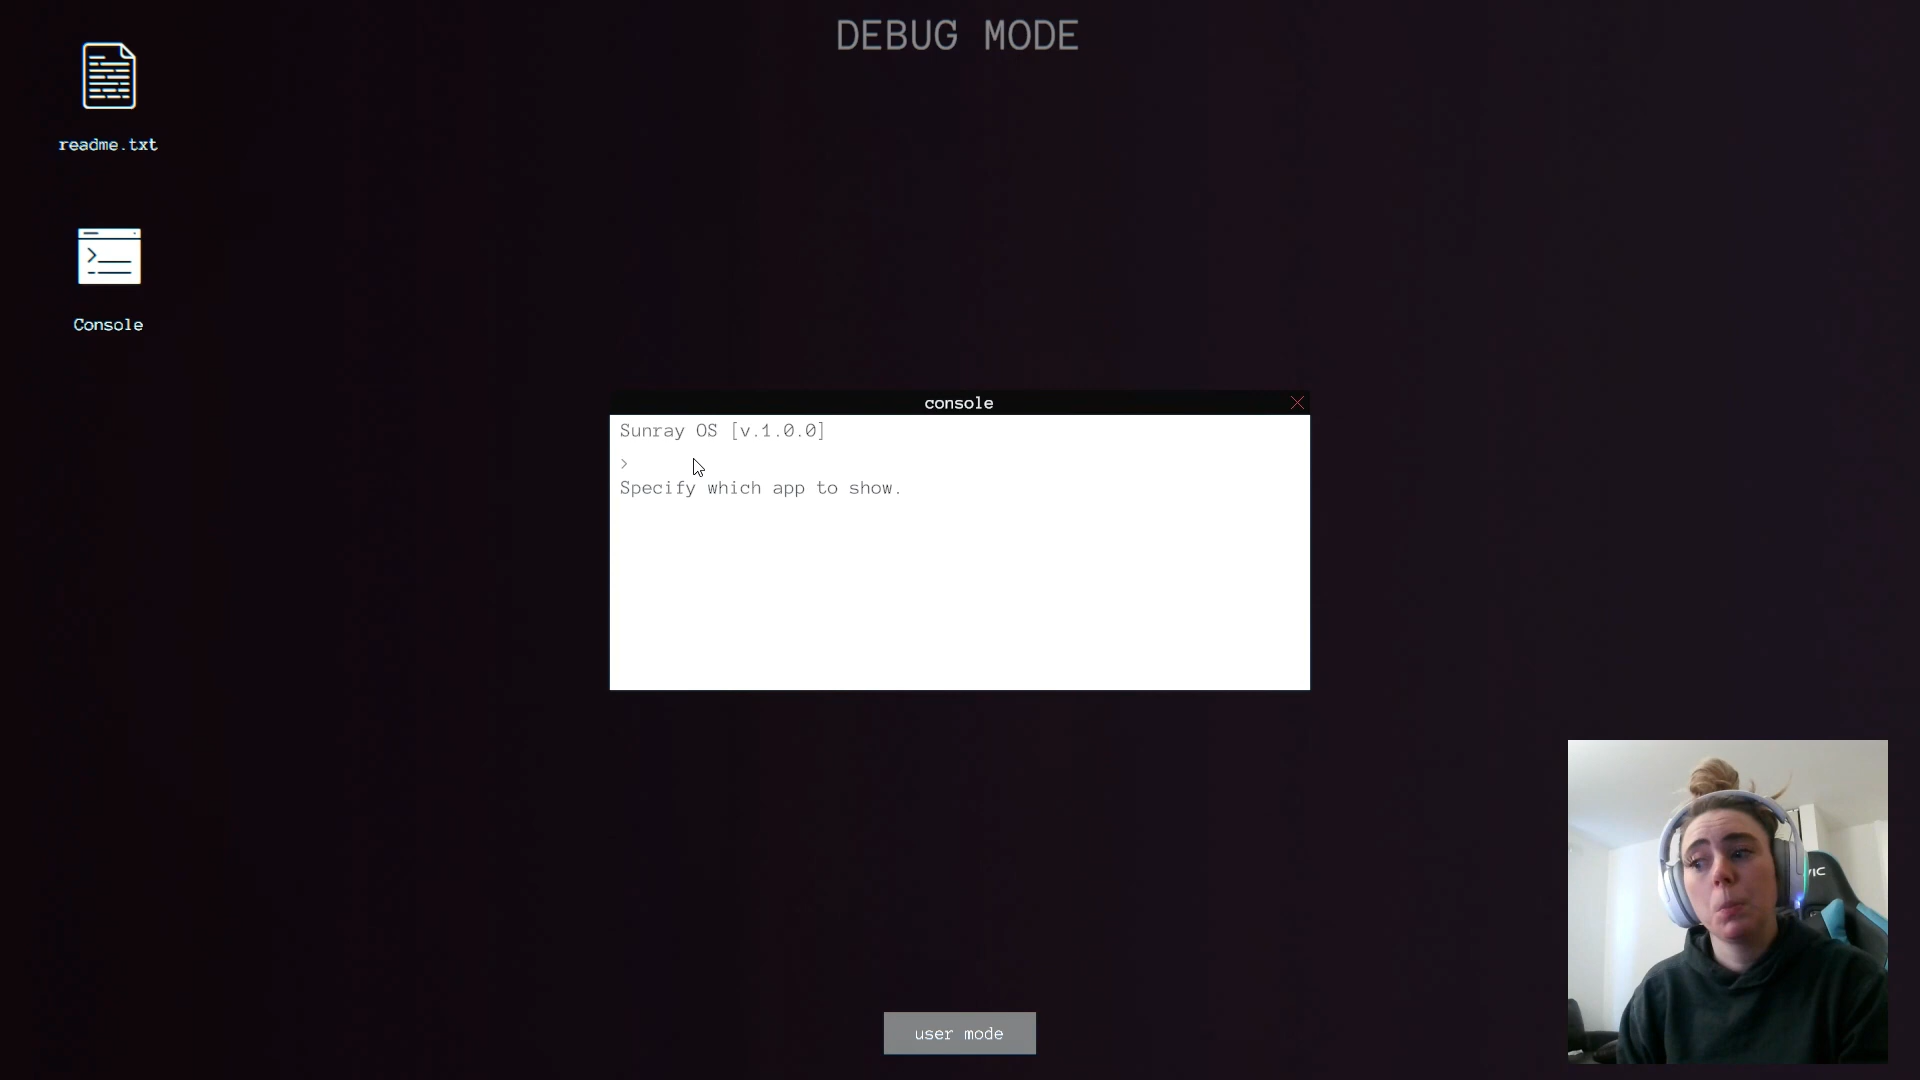 DEBUG MODE
readme.txt
Console
console
Sunray OS [v.1.0.0]
>
Specify which app to show.
user mode